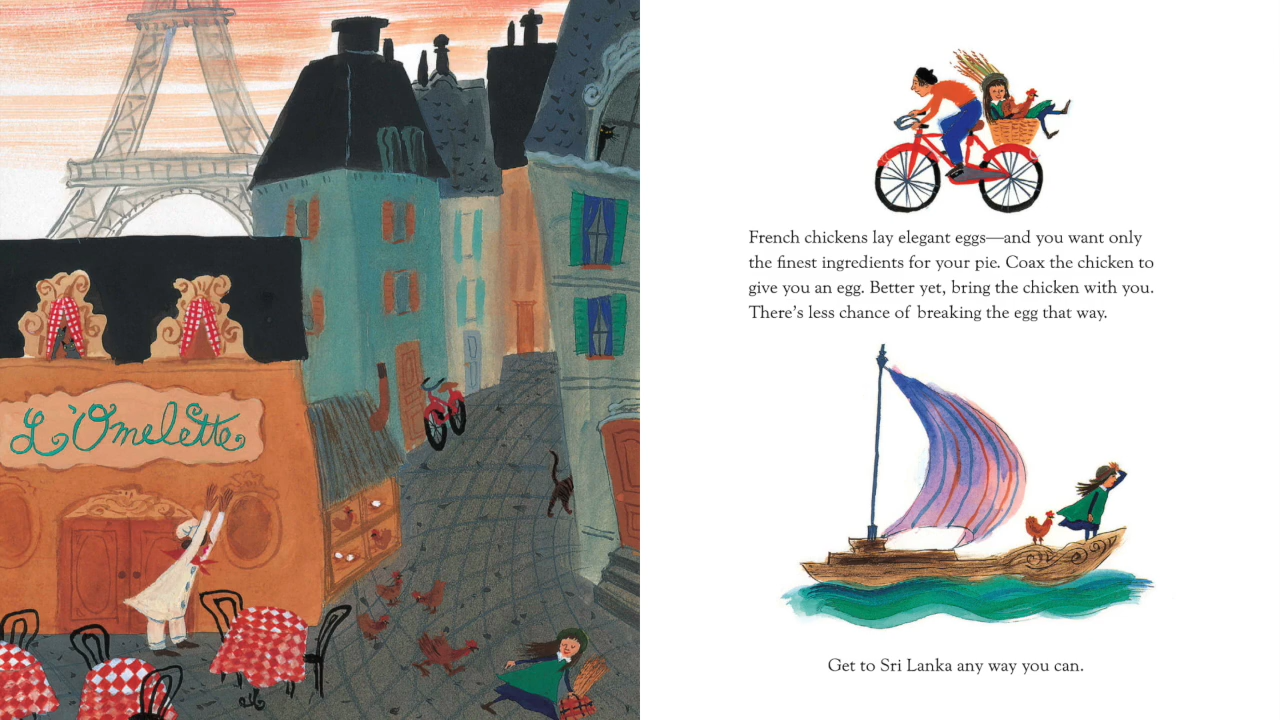 L'Omelette
French chickens lay elegant eggs—and you want only
the finest ingredients for your pie. Coax the chicken to
give you an egg. Better yet, bring the chicken with you.
There's less chance of breaking the egg that way.
Get to Sri Lanka any way you can.